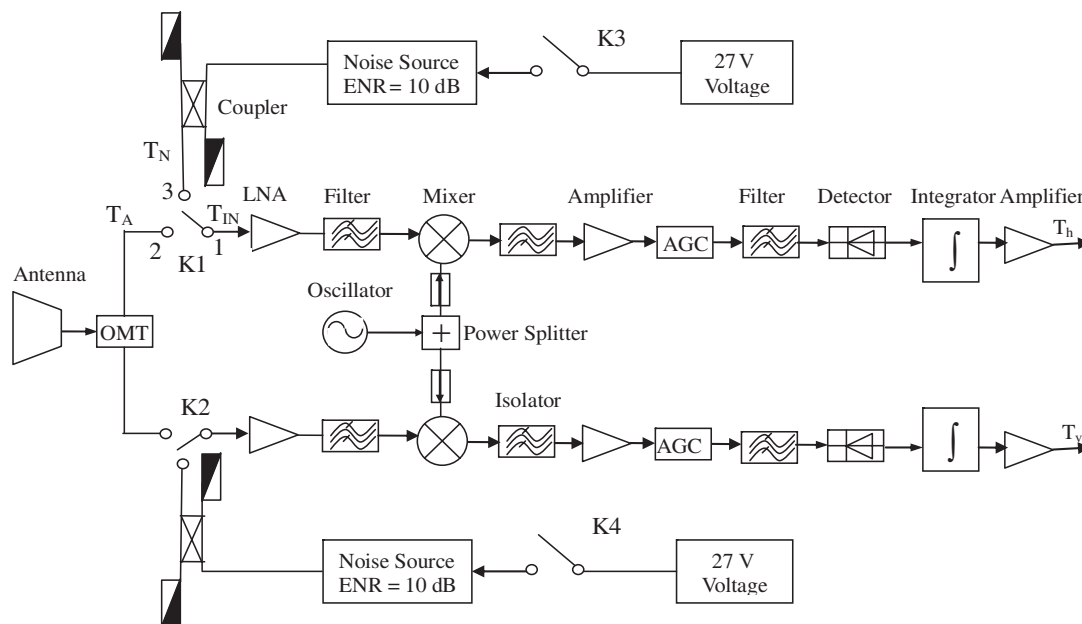 K3
Noise Source
ENR = 10 dB
27 V
Voltage
Coupler
T_N
3
LNA
Filter
Mixer
Amplifier
Filter
Detector
Integrator
Amplifier
T_A
T_IN
T_h
2
K1
1
AGC
∫
Antenna
Oscillator
OMT
+
Power Splitter
K2
Isolator
AGC
∫
T_v
K4
Noise Source
ENR = 10 dB
27 V
Voltage